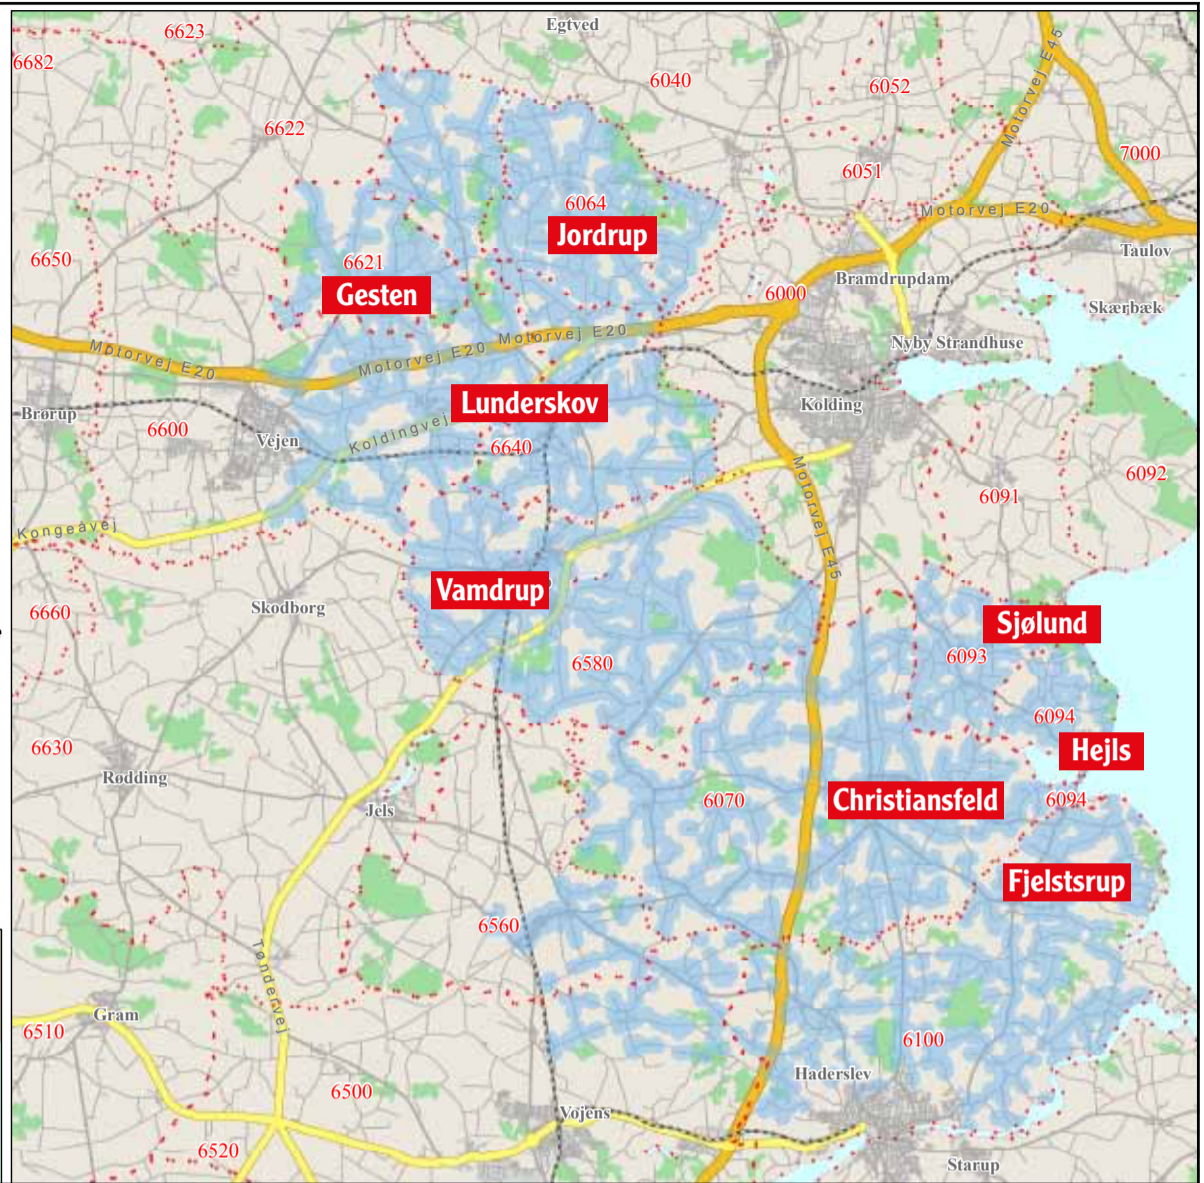 Egtved
6623
6682
6040
6052
Motorvej E45
6622
7000
6051
6064
Motorvej E20
Jordrup
6650
6621
Taulov
Bramdrupdam
Gesten
6000
Skærbæk
Motorvej E20
Motorvej E20
Motorvej E20
Nyby Strandhuse
Lunderskov
Kolding
Brørup
6600
Vejen
Koldingvej
6640
6092
6091
Motorvej E45
Kongeåvej
Vamdrup
Skodborg
6660
Sjølund
6093
6580
6094
6630
Hejls
Rødding
6070
Christiansfeld
6094
Jels
Fjelstsrup
6560
Tøndervej
Gram
6510
6100
Haderslev
6500
Vojens
6520
Starup